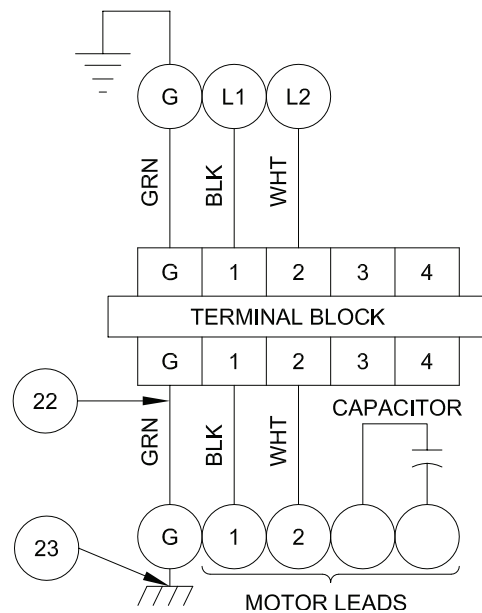 G L1 L2
GRN BLK WHT
G 1 2 3 4
TERMINAL BLOCK
G 1 2 3 4
22
CAPACITOR
GRN BLK WHT
G 1 2
23
MOTOR LEADS